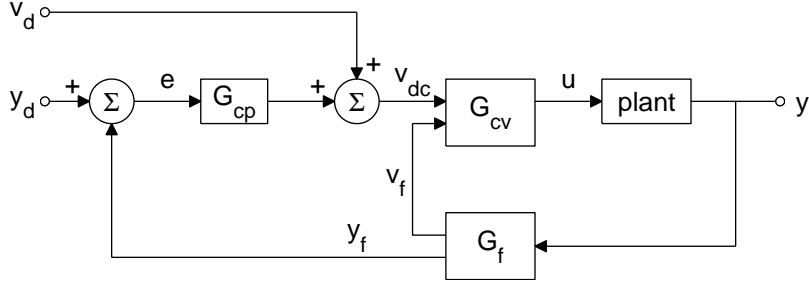 v_d
+
y_d
+
Σ
e
G_cp
+
Σ
v_dc
G_cv
u
plant
y
v_f
y_f
G_f